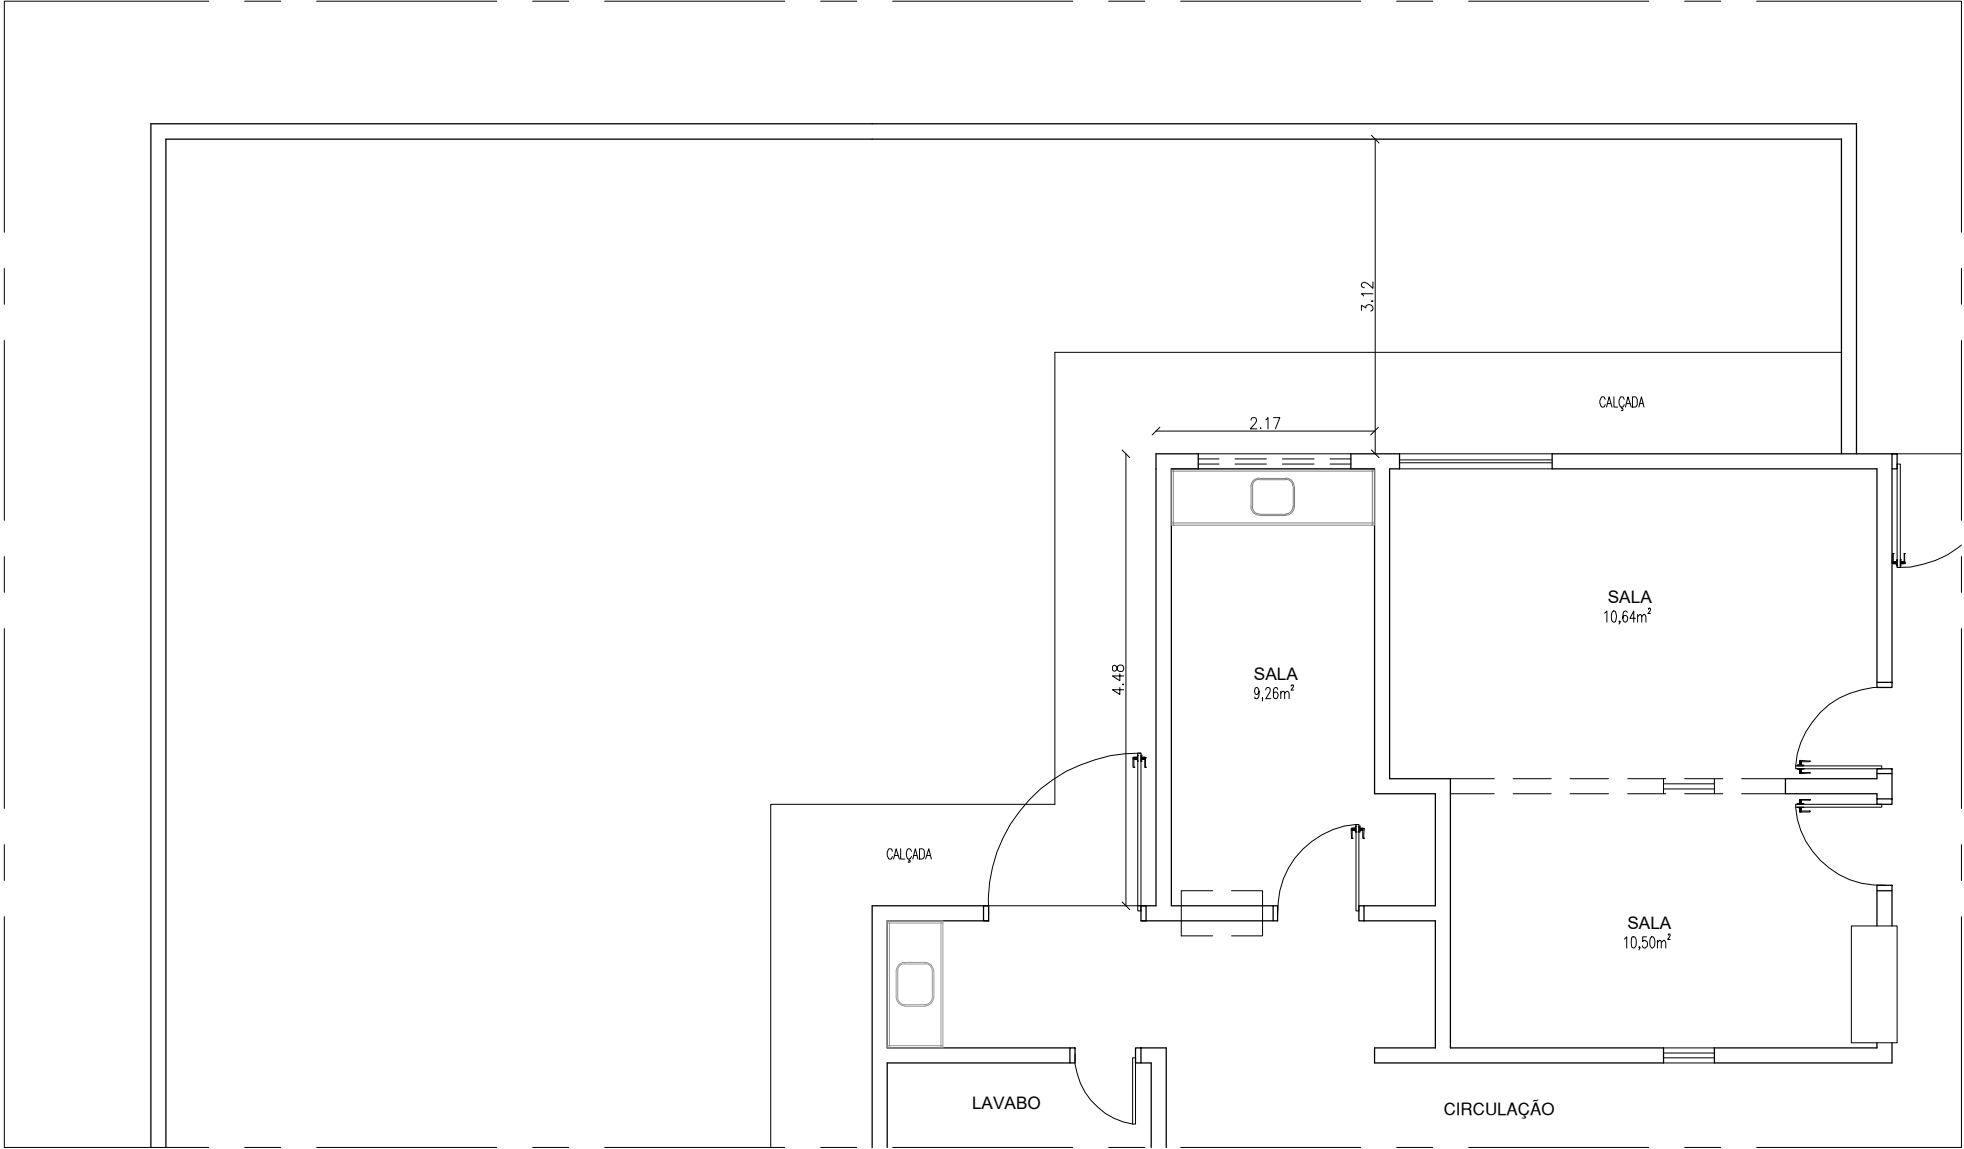 3.12
CALÇADA
2.17
SALA
10,64m²
4.48
SALA
9,26m²
CALÇADA
SALA
10,50m²
LAVABO
CIRCULAÇÃO